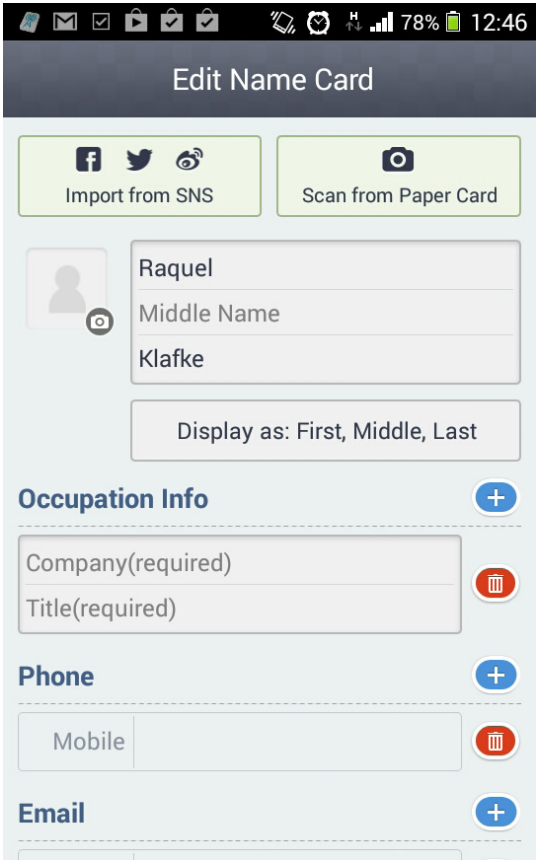 H 78% 12:46
Edit Name Card
Import from SNS
Scan from Paper Card
Raquel
Middle Name
Klafke
Display as: First, Middle, Last
Occupation Info
Company(required)
Title(required)
Phone
Mobile
Email